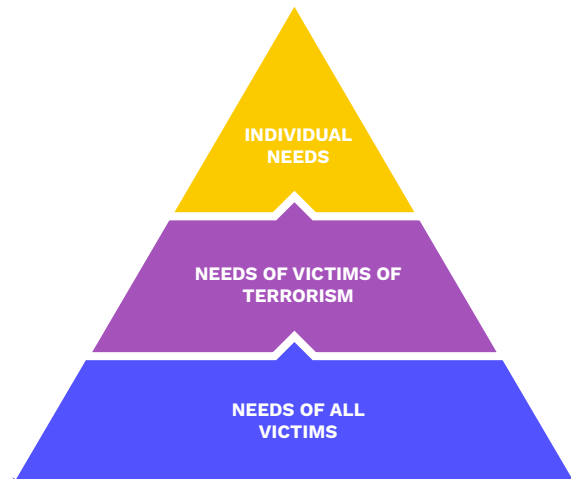 INDIVIDUAL
NEEDS
NEEDS OF VICTIMS OF
TERRORISM
NEEDS OF ALL
VICTIMS